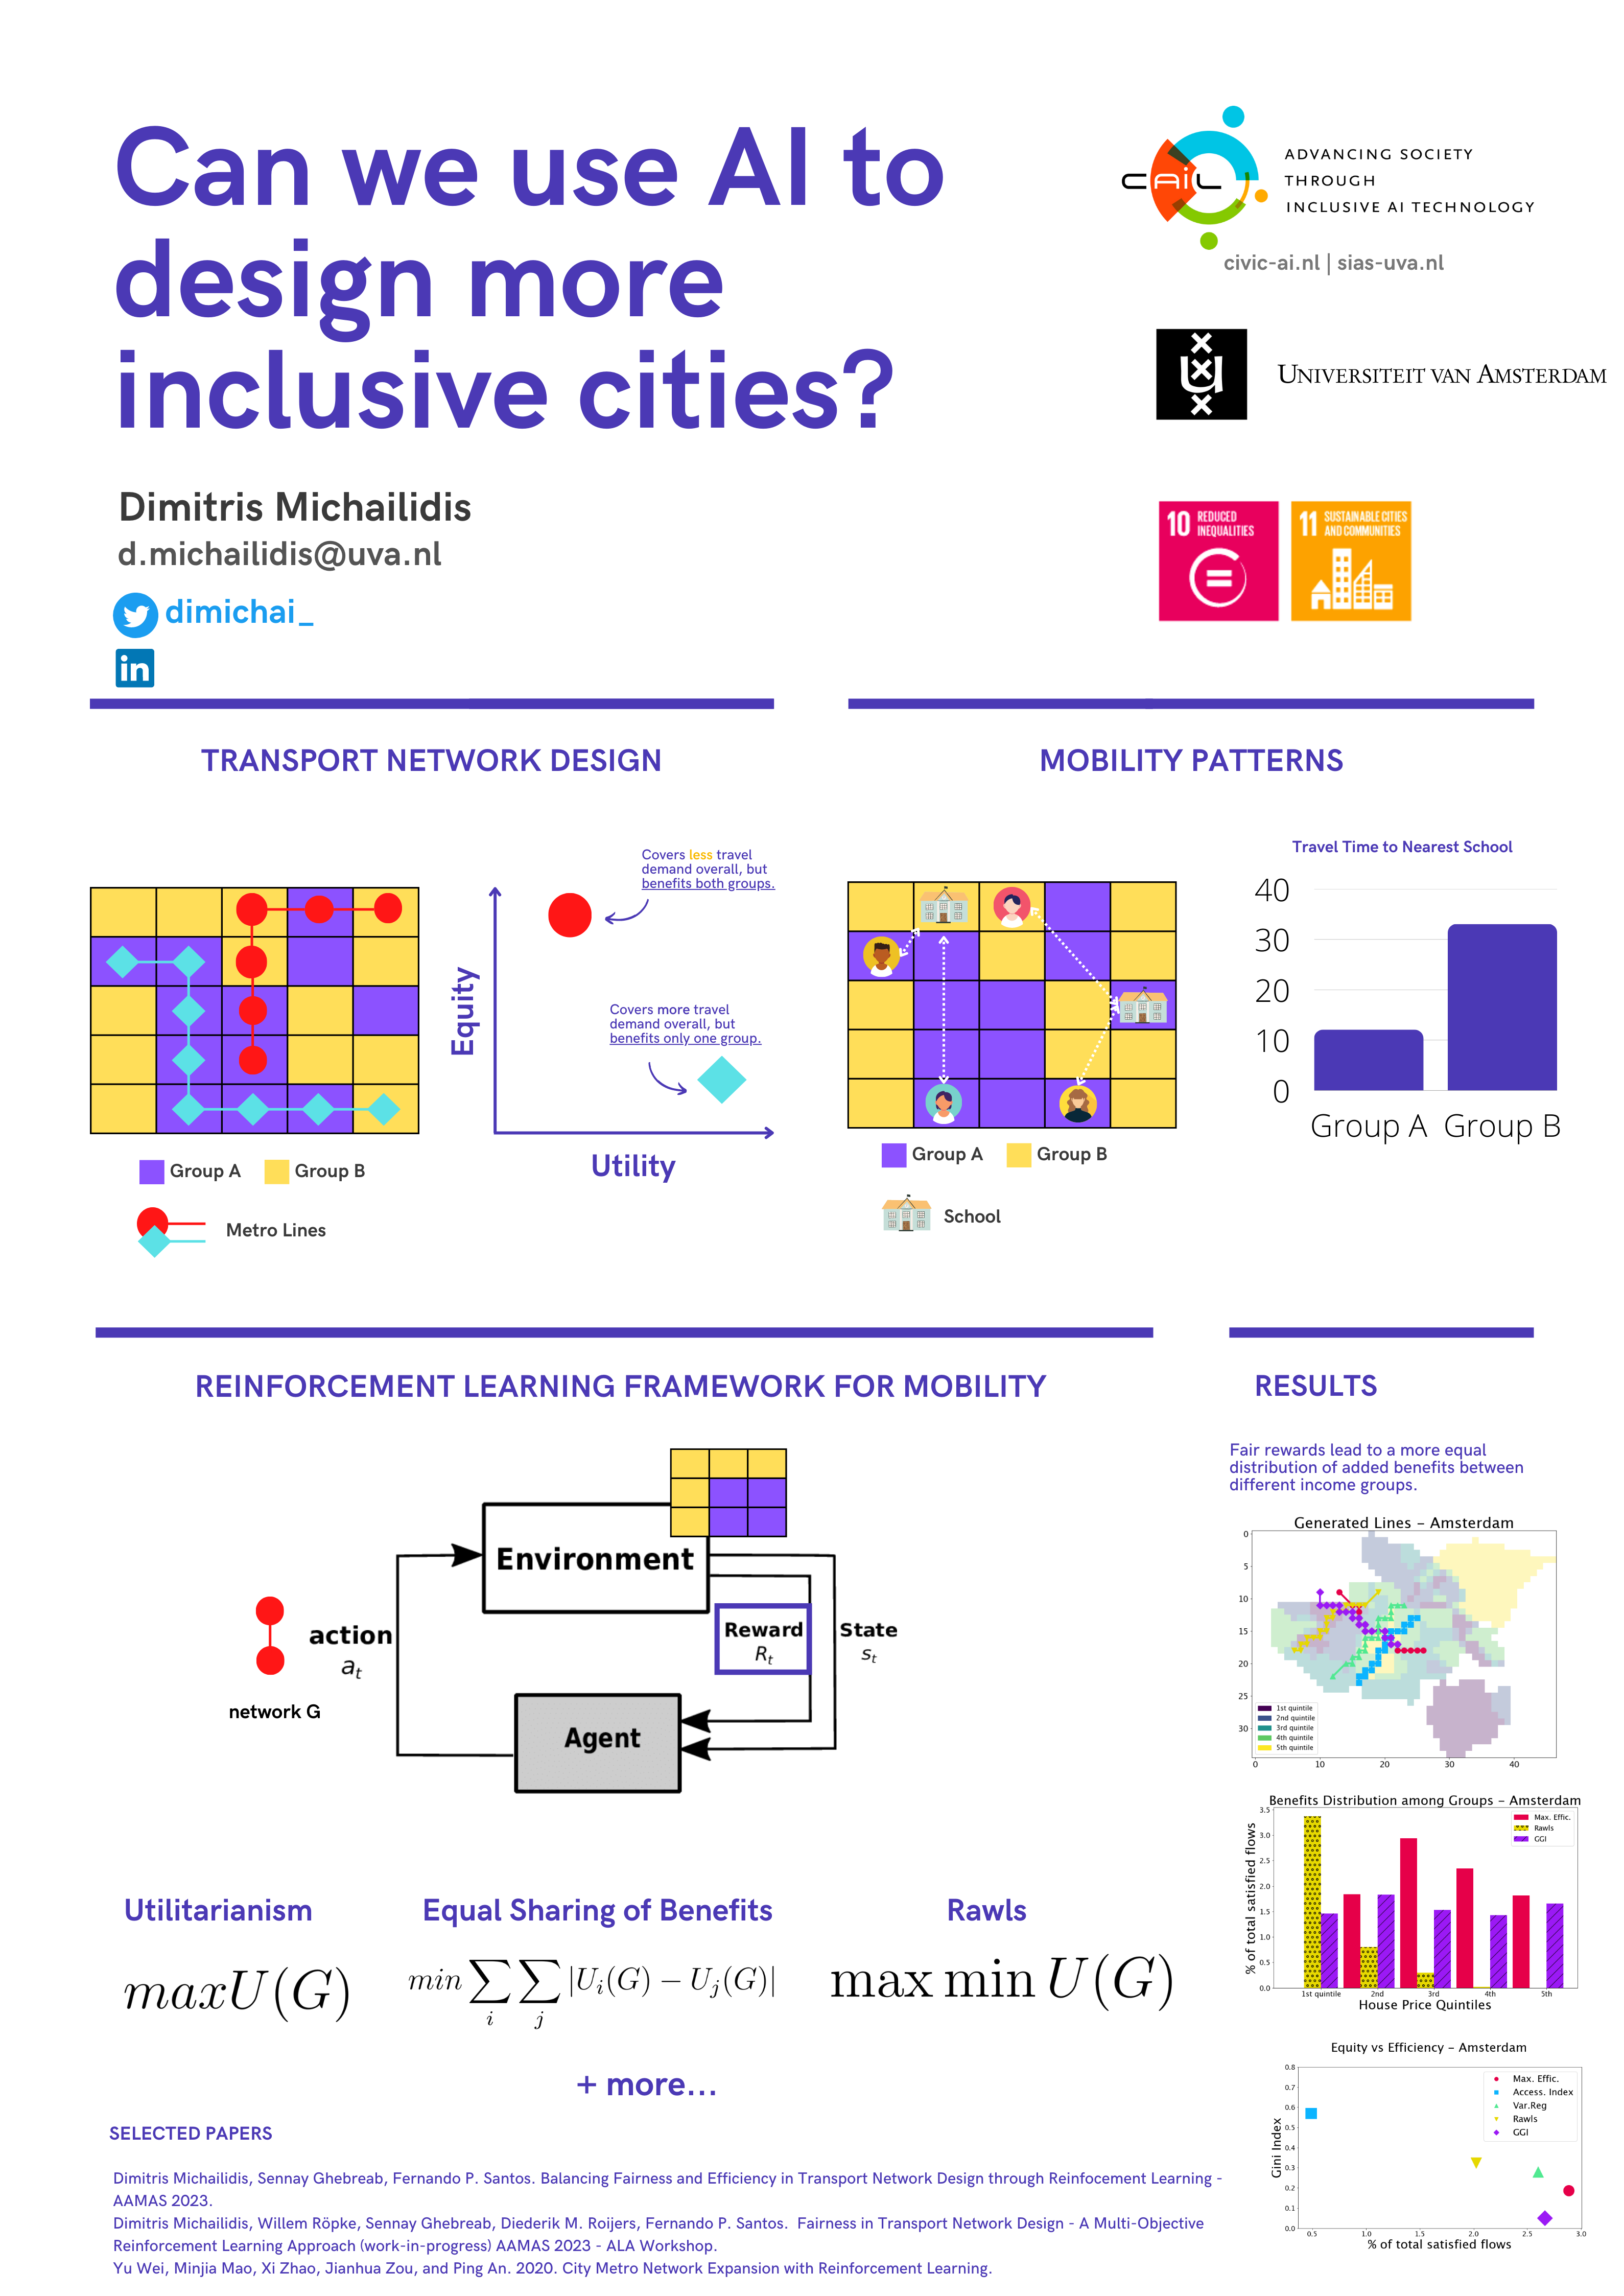 Can we use AI to
design more
inclusive cities?
CAiL
ADVANCING SOCIETY
THROUGH
INCLUSIVE AI TECHNOLOGY
civic-ai.nl | sias-uva.nl
UNIVERSITEIT VAN AMSTERDAM
Dimitris Michailidis
d.michailidis@uva.nl
dimichai_
in
10 REDUCED
INEQUALITIES
11 SUSTAINABLE CITIES
AND COMMUNITIES
TRANSPORT NETWORK DESIGN
Covers less travel
demand overall, but
benefits both groups.
Covers more travel
demand overall, but
benefits only one group.
Equity
Utility
Group A
Group B
Metro Lines
MOBILITY PATTERNS
Group A
Group B
School
Travel Time to Nearest School
40
30
20
10
0
Group A Group B
REINFORCEMENT LEARNING FRAMEWORK FOR MOBILITY
Environment
action
a_t
network G
Reward
R_t
State
s_t
Agent
Utilitarianism
maxU(G)
Equal Sharing of Benefits
min ∑_i ∑_j |U_i(G) − U_j(G)|
Rawls
max min U(G)
+ more...
RESULTS
Fair rewards lead to a more equal
distribution of added benefits between
different income groups.
Generated Lines – Amsterdam
0
5
10
15
20
25
30
1st quintile
2nd quintile
3rd quintile
4th quintile
5th quintile
0 10 20 30 40
Benefits Distribution among Groups – Amsterdam
% of total satisfied flows
3.5
3.0
2.5
2.0
1.5
1.0
0.5
0.0
Max. Effic.
Rawls
GGI
1st quintile 2nd 3rd 4th 5th
House Price Quintiles
Equity vs Efficiency – Amsterdam
Gini Index
0.8
0.7
0.6
0.5
0.4
0.3
0.2
0.1
0.0
Max. Effic.
Access. Index
Var.Reg
Rawls
GGI
0.5 1.0 1.5 2.0 2.5 3.0
% of total satisfied flows
SELECTED PAPERS
Dimitris Michailidis, Sennay Ghebreab, Fernando P. Santos. Balancing Fairness and Efficiency in Transport Network Design through Reinfocement Learning -
AAMAS 2023.
Dimitris Michailidis, Willem Röpke, Sennay Ghebreab, Diederik M. Roijers, Fernando P. Santos. Fairness in Transport Network Design - A Multi-Objective
Reinforcement Learning Approach (work-in-progress) AAMAS 2023 - ALA Workshop.
Yu Wei, Minjia Mao, Xi Zhao, Jianhua Zou, and Ping An. 2020. City Metro Network Expansion with Reinforcement Learning.